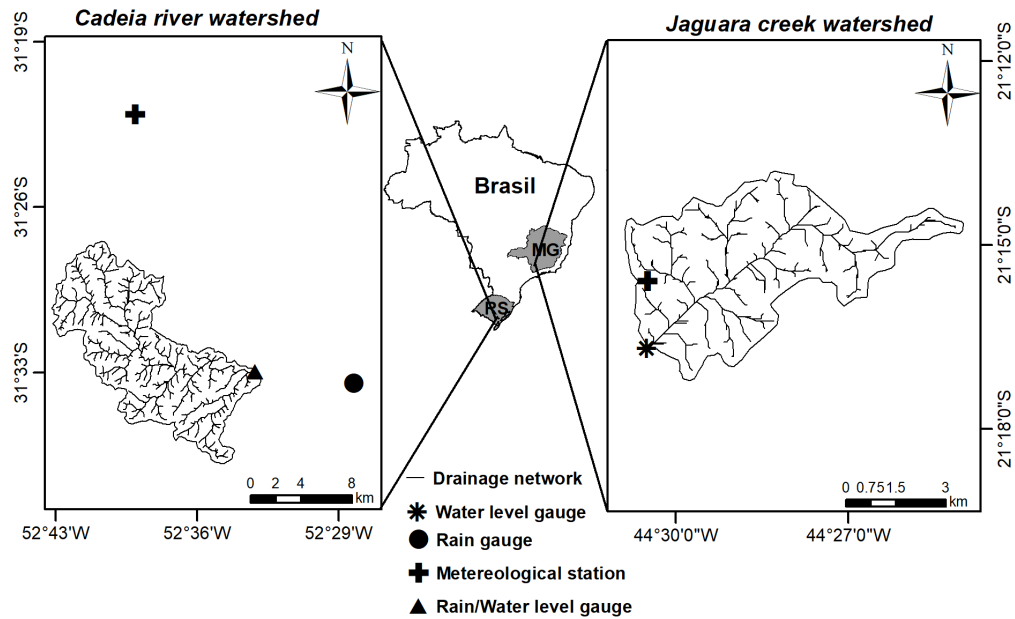 Cadeia river watershed
Jaguara creek watershed
31°19'S
31°26'S
31°33'S
N
N
21°12'0"S
21°15'0"S
21°18'0"S
Brasil
MG
RS
0 2 4 8
km
0 0.75 1.5 3
km
52°43'W 52°36'W 52°29'W
44°30'0"W 44°27'0"W
Drainage network
Water level gauge
Rain gauge
Metereological station
Rain/Water level gauge